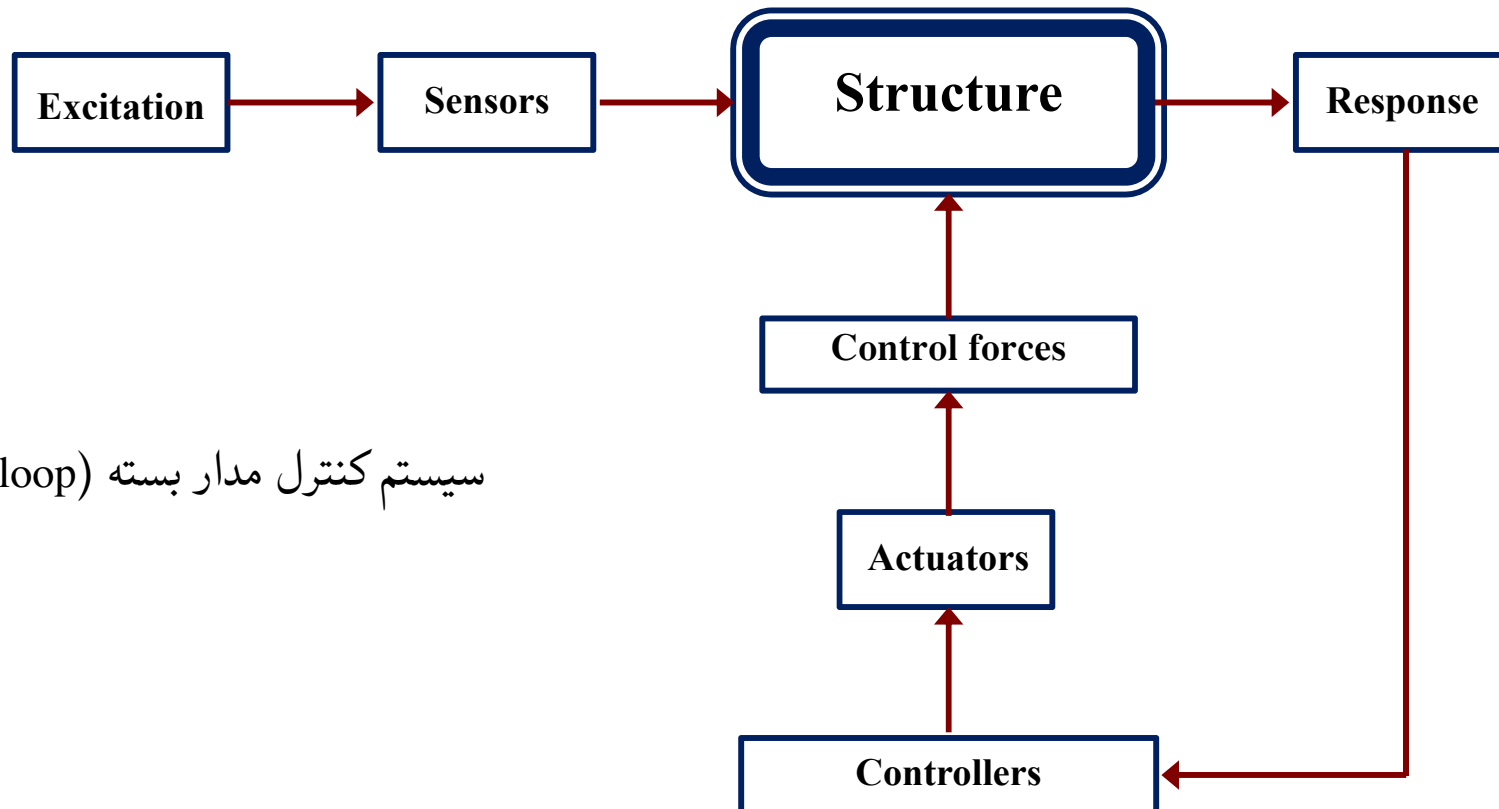 Excitation
Sensors
Structure
Response
Control forces
سیستم کنترل مدار بسته (loop
Actuators
Controllers